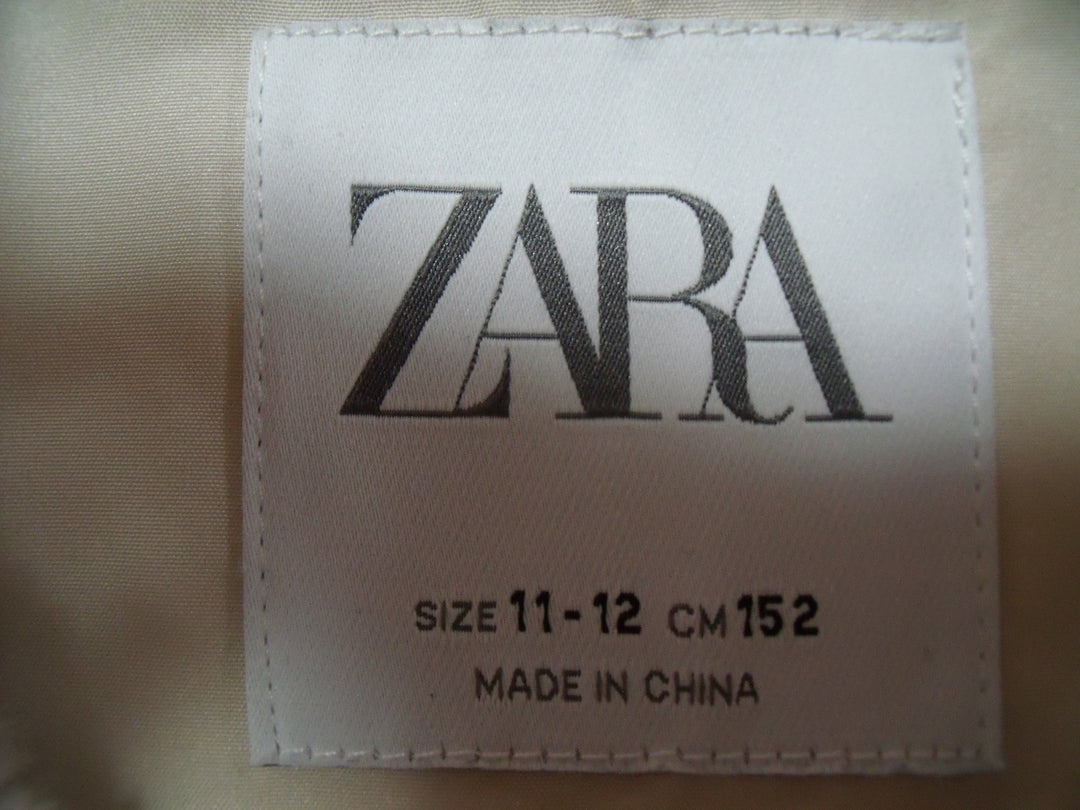 ZARA
SIZE 11-12 CM 152
MADE IN CHINA